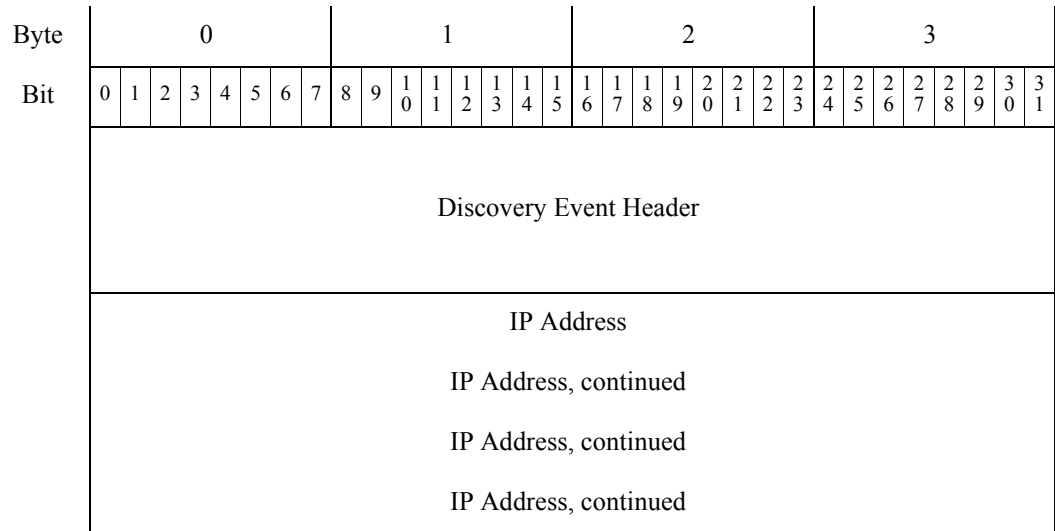 Byte 0 1 2 3
Bit 0 1 2 3 4 5 6 7 8 9 10 11 12 13 14 15 16 17 18 19 20 21 22 23 24 25 26 27 28 29 30 31
Discovery Event Header
IP Address
IP Address, continued
IP Address, continued
IP Address, continued